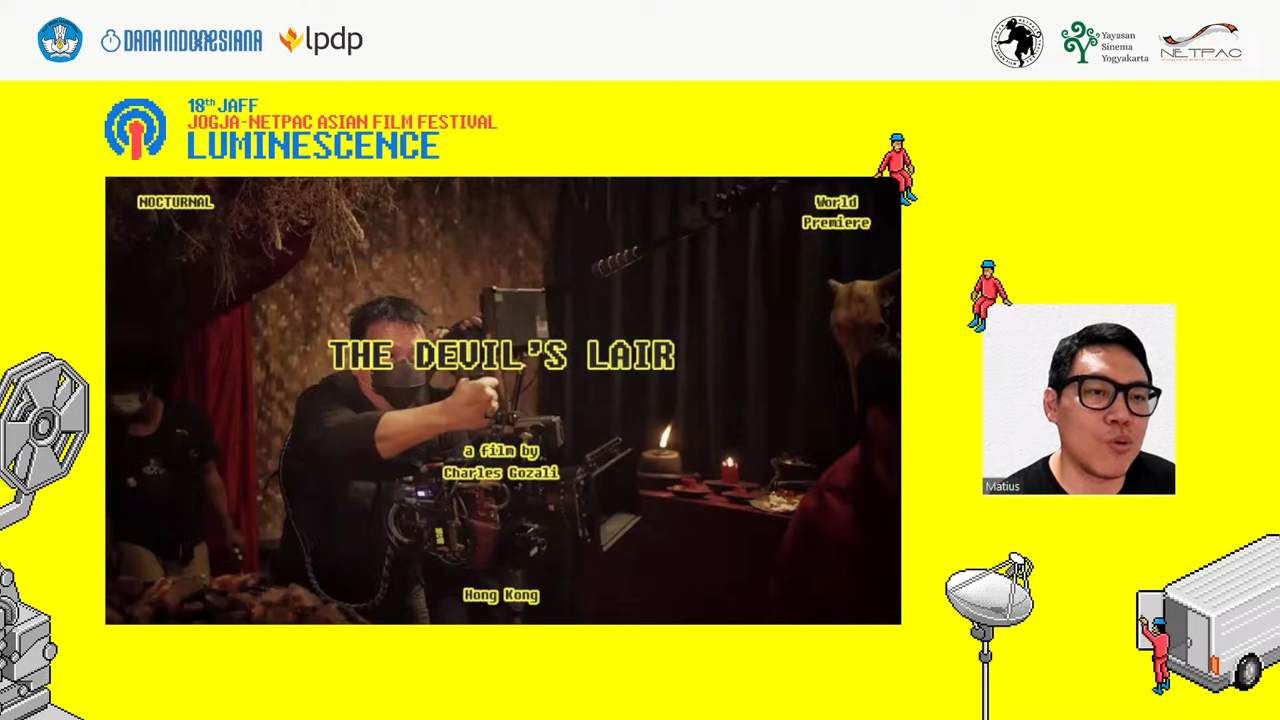 DANA INDONESIANA
lpdp
Yayasan
Sinema
Yogyakarta
NETPAC
18th JAFF
JOGJA-NETPAC ASIAN FILM FESTIVAL
LUMINESCENCE
NOCTURNAL
World
Premiere
THE DEVIL'S LAIR
a film by
Charles Gozali
Hong Kong
Matius